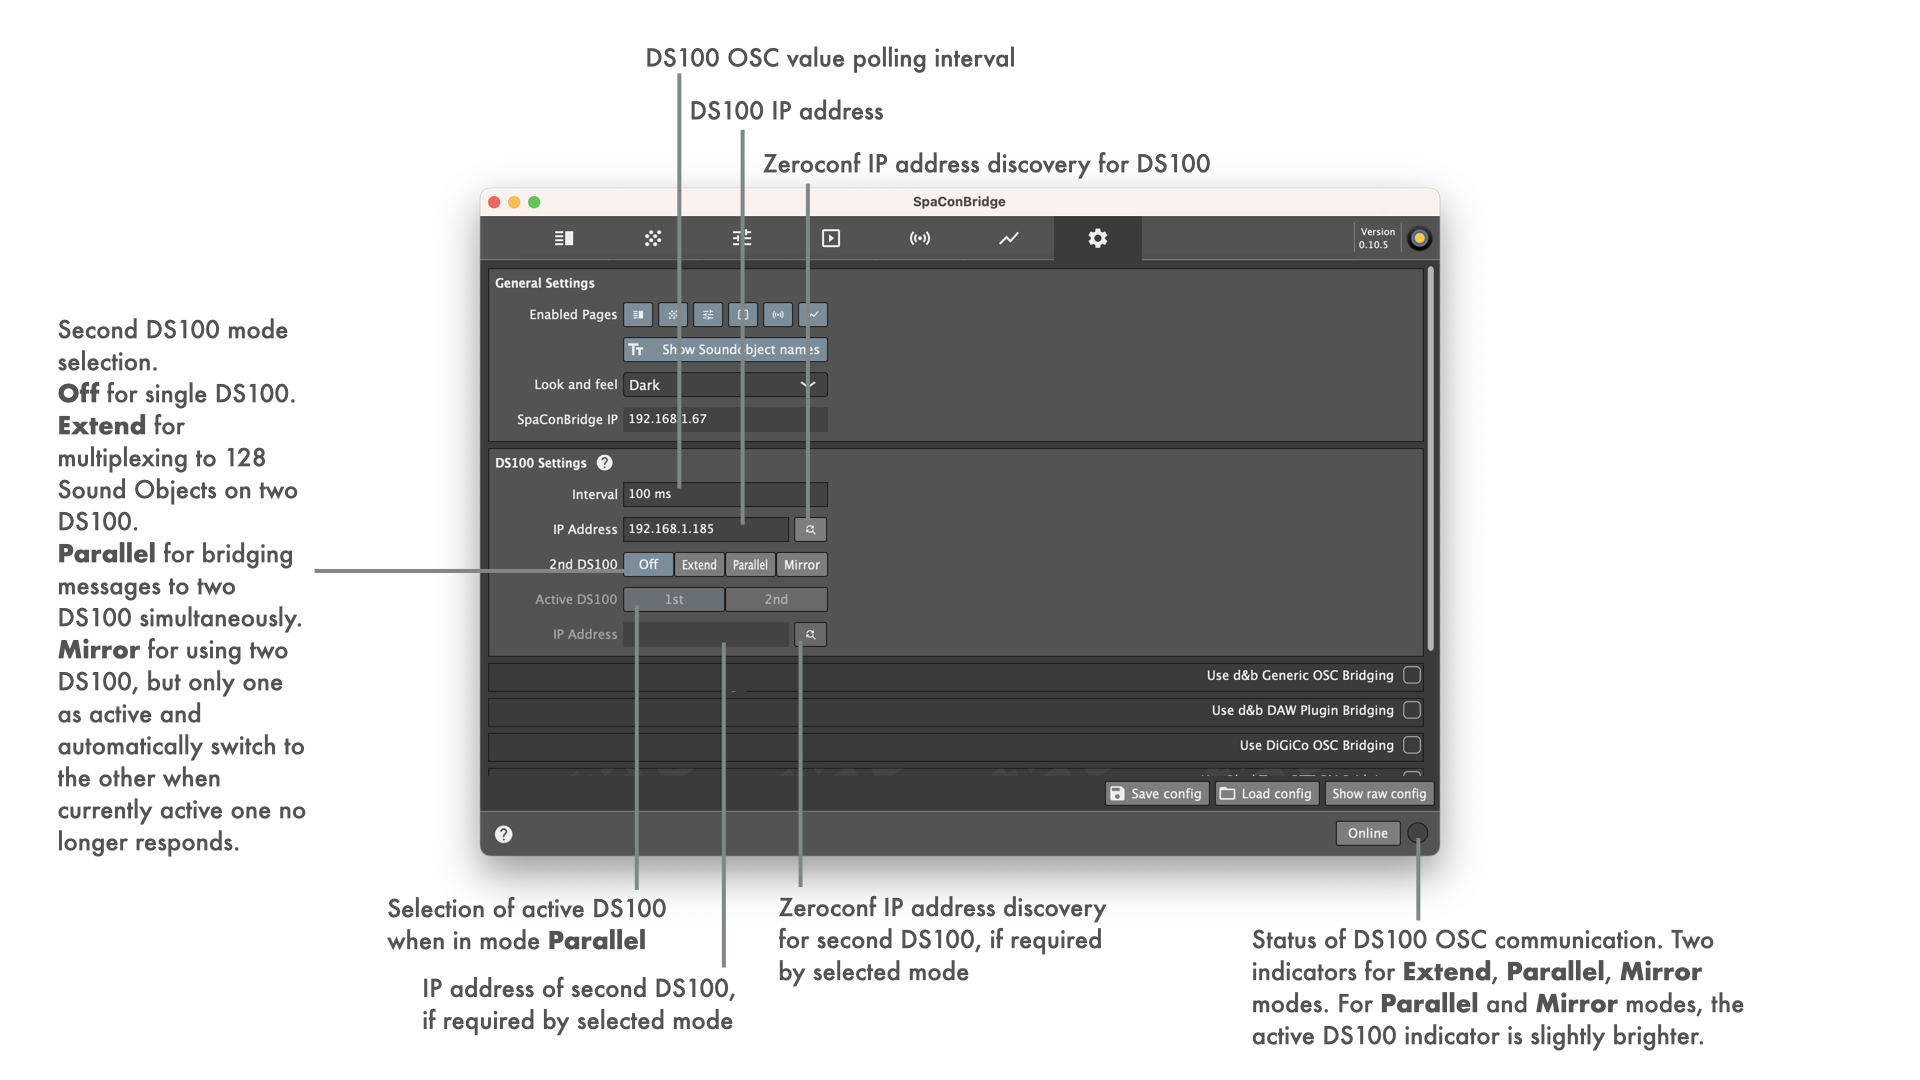 DS100 OSC value polling interval
DS100 IP address
Zeroconf IP address discovery for DS100
SpaConBridge
Version
0.10.5
General Settings
Enabled Pages
Show Soundobject names
Look and feel Dark
SpaConBridge IP 192.168.1.67
DS100 Settings
Interval 100 ms
IP Address 192.168.1.185
2nd DS100 Off Extend Parallel Mirror
Active DS100 1st 2nd
IP Address
Use d&b Generic OSC Bridging
Use d&b DAW Plugin Bridging
Use DiGiCo OSC Bridging
Save config Load config Show raw config
Online
Second DS100 mode
selection.
Off for single DS100.
Extend for
multiplexing to 128
Sound Objects on two
DS100.
Parallel for bridging
messages to two
DS100 simultaneously.
Mirror for using two
DS100, but only one
as active and
automatically switch to
the other when
currently active one no
longer responds.
Selection of active DS100
when in mode Parallel
IP address of second DS100,
if required by selected mode
Zeroconf IP address discovery
for second DS100, if required
by selected mode
Status of DS100 OSC communication. Two
indicators for Extend, Parallel, Mirror
modes. For Parallel and Mirror modes, the
active DS100 indicator is slightly brighter.